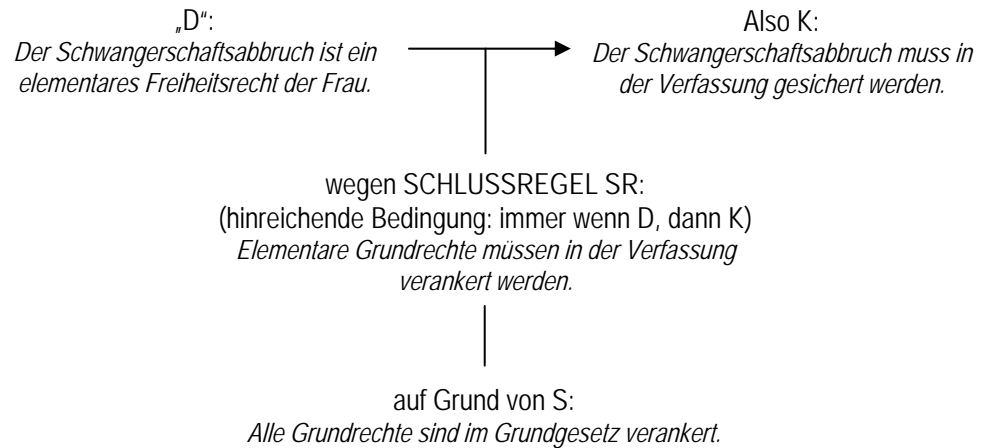 „D“:
Der Schwangerschaftsabbruch ist ein
elementares Freiheitsrecht der Frau.
Also K:
Der Schwangerschaftsabbruch muss in
der Verfassung gesichert werden.
wegen SCHLUSSREGEL SR:
(hinreichende Bedingung: immer wenn D, dann K)
Elementare Grundrechte müssen in der Verfassung
verankert werden.
auf Grund von S:
Alle Grundrechte sind im Grundgesetz verankert.